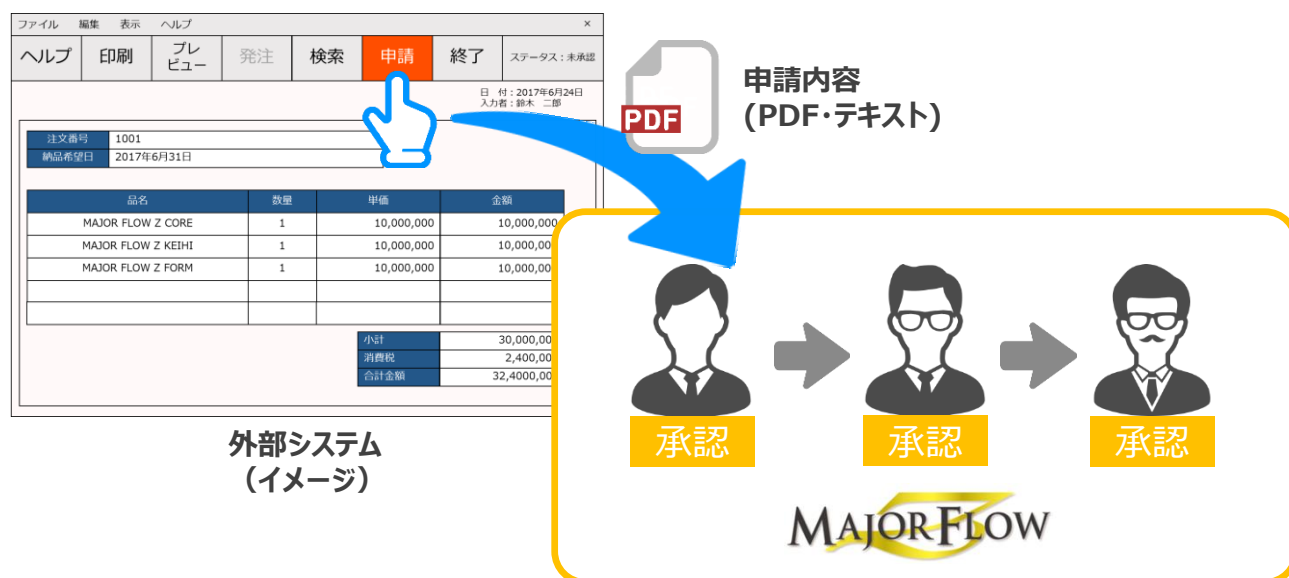 ファイル 編集 表示 ヘルプ ×
ヘルプ 印刷 プレ
ビュー 発注 検索 申請 終了 ステータス：未承認
日 付：2017年6月24日
入力者：鈴木 二郎
注文番号 1001
納品希望日 2017年6月31日
品名 数量 単価 金額
MAJOR FLOW Z CORE 1 10,000,000 10,000,000
MAJOR FLOW Z KEIHI 1 10,000,000 10,000,00
MAJOR FLOW Z FORM 1 10,000,000 10,000,00
小計 30,000,00
消費税 2,400,00
合計金額 32,4000,00
外部システム
（イメージ）
PDF
申請内容
(PDF・テキスト)
承認 承認 承認
MAJOR FLOW